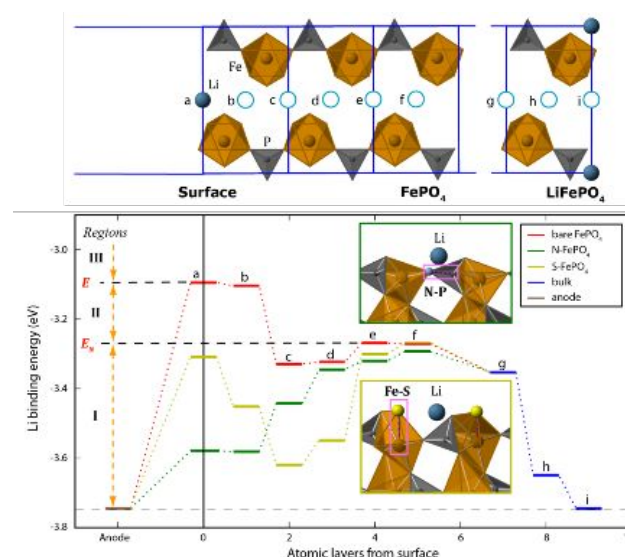 Fe
Li
a b c d e f g h i
P
Surface FePO4 LiFePO4
Regions
-3.0
III
E
a b
Li
N-P
bare FePO4
N-FePO4
S-FePO4
bulk
anode
II
-3.2
Es
c d e f g
I
-3.4
Fe-S Li
-3.6
h
i
-3.8
Li binding energy (eV)
Anode 0 2 4 6 8 10
Atomic layers from surface